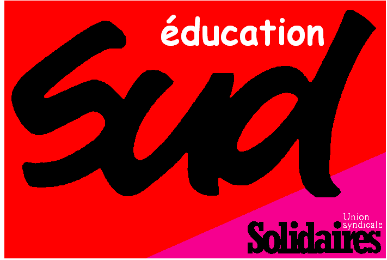 éducation
Sud
Union
syndicale
Solidaires